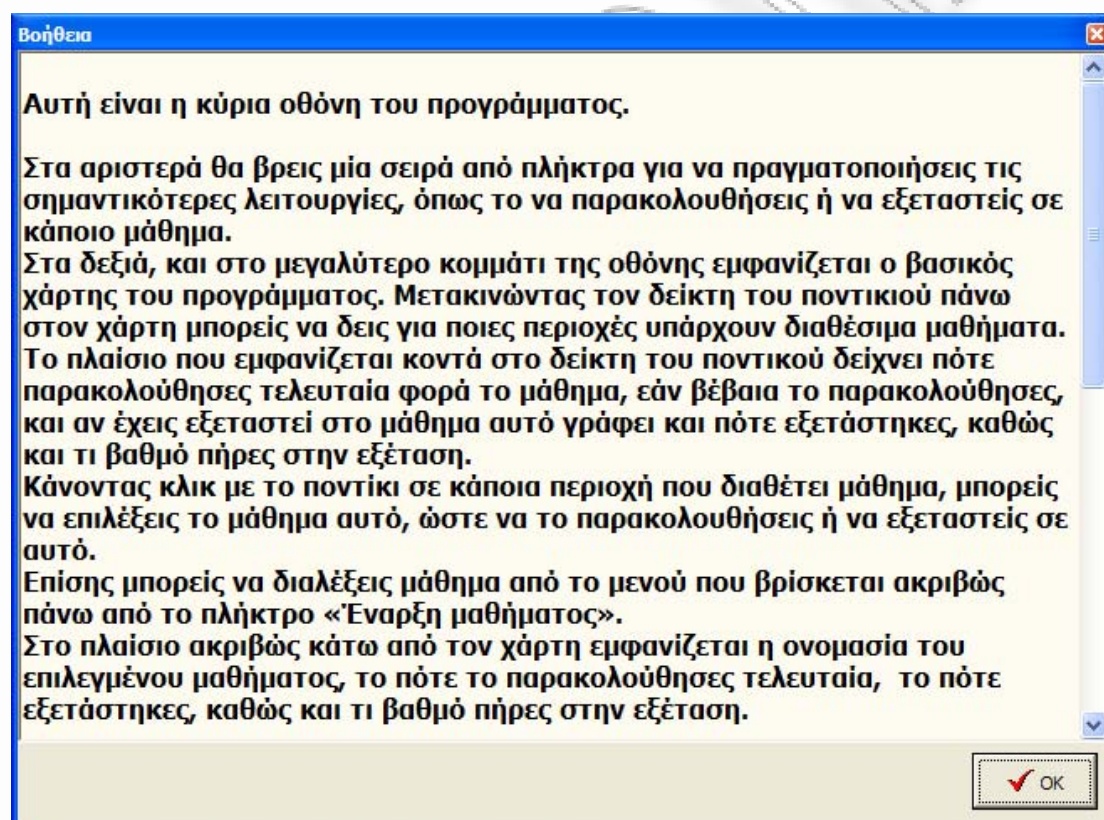 Βοήθεια
Αυτή είναι η κύρια οθόνη του προγράμματος.
Στα αριστερά θα βρεις μία σειρά από πλήκτρα για να πραγματοποιήσεις τις
σημαντικότερες λειτουργίες, όπως το να παρακολουθήσεις ή να εξεταστείς σε
κάποιο μάθημα.
Στα δεξιά, και στο μεγαλύτερο κομμάτι της οθόνης εμφανίζεται ο βασικός
χάρτης του προγράμματος. Μετακινώντας τον δείκτη του ποντικιού πάνω
στον χάρτη μπορείς να δεις για ποιες περιοχές υπάρχουν διαθέσιμα μαθήματα.
Το πλαίσιο που εμφανίζεται κοντά στο δείκτη του ποντικού δείχνει πότε
παρακολούθησες τελευταία φορά το μάθημα, εάν βέβαια το παρακολούθησες,
και αν έχεις εξεταστεί στο μάθημα αυτό γράφει και πότε εξετάστηκες, καθώς
και τι βαθμό πήρες στην εξέταση.
Κάνοντας κλικ με το ποντίκι σε κάποια περιοχή που διαθέτει μάθημα, μπορείς
να επιλέξεις το μάθημα αυτό, ώστε να το παρακολουθήσεις ή να εξεταστείς σε
αυτό.
Επίσης μπορείς να διαλέξεις μάθημα από το μενού που βρίσκεται ακριβώς
πάνω από το πλήκτρο «Έναρξη μαθήματος».
Στο πλαίσιο ακριβώς κάτω από τον χάρτη εμφανίζεται η ονομασία του
επιλεγμένου μαθήματος, το πότε το παρακολούθησες τελευταία,  το πότε
εξετάστηκες, καθώς και τι βαθμό πήρες στην εξέταση.
OK